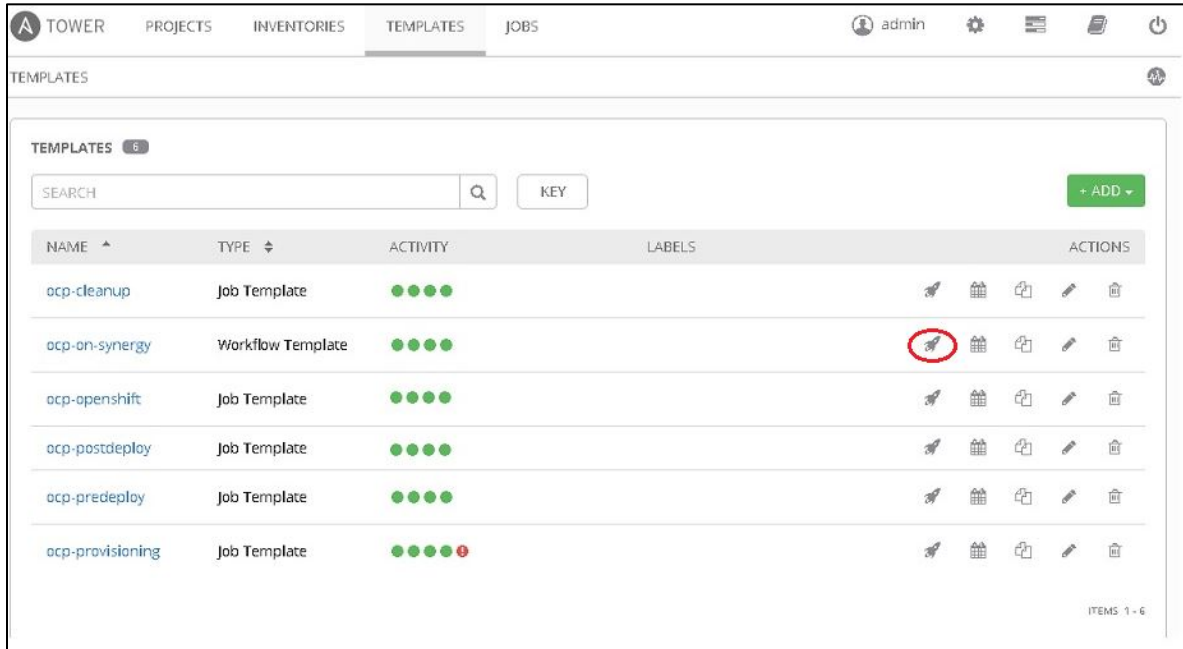 A TOWER PROJECTS INVENTORIES TEMPLATES JOBS admin
TEMPLATES
TEMPLATES 6
SEARCH KEY + ADD
NAME TYPE ACTIVITY LABELS ACTIONS
ocp-cleanup Job Template
ocp-on-synergy Workflow Template
ocp-openshift Job Template
ocp-postdeploy Job Template
ocp-predeploy Job Template
ocp-provisioning Job Template
ITEMS 1 - 6